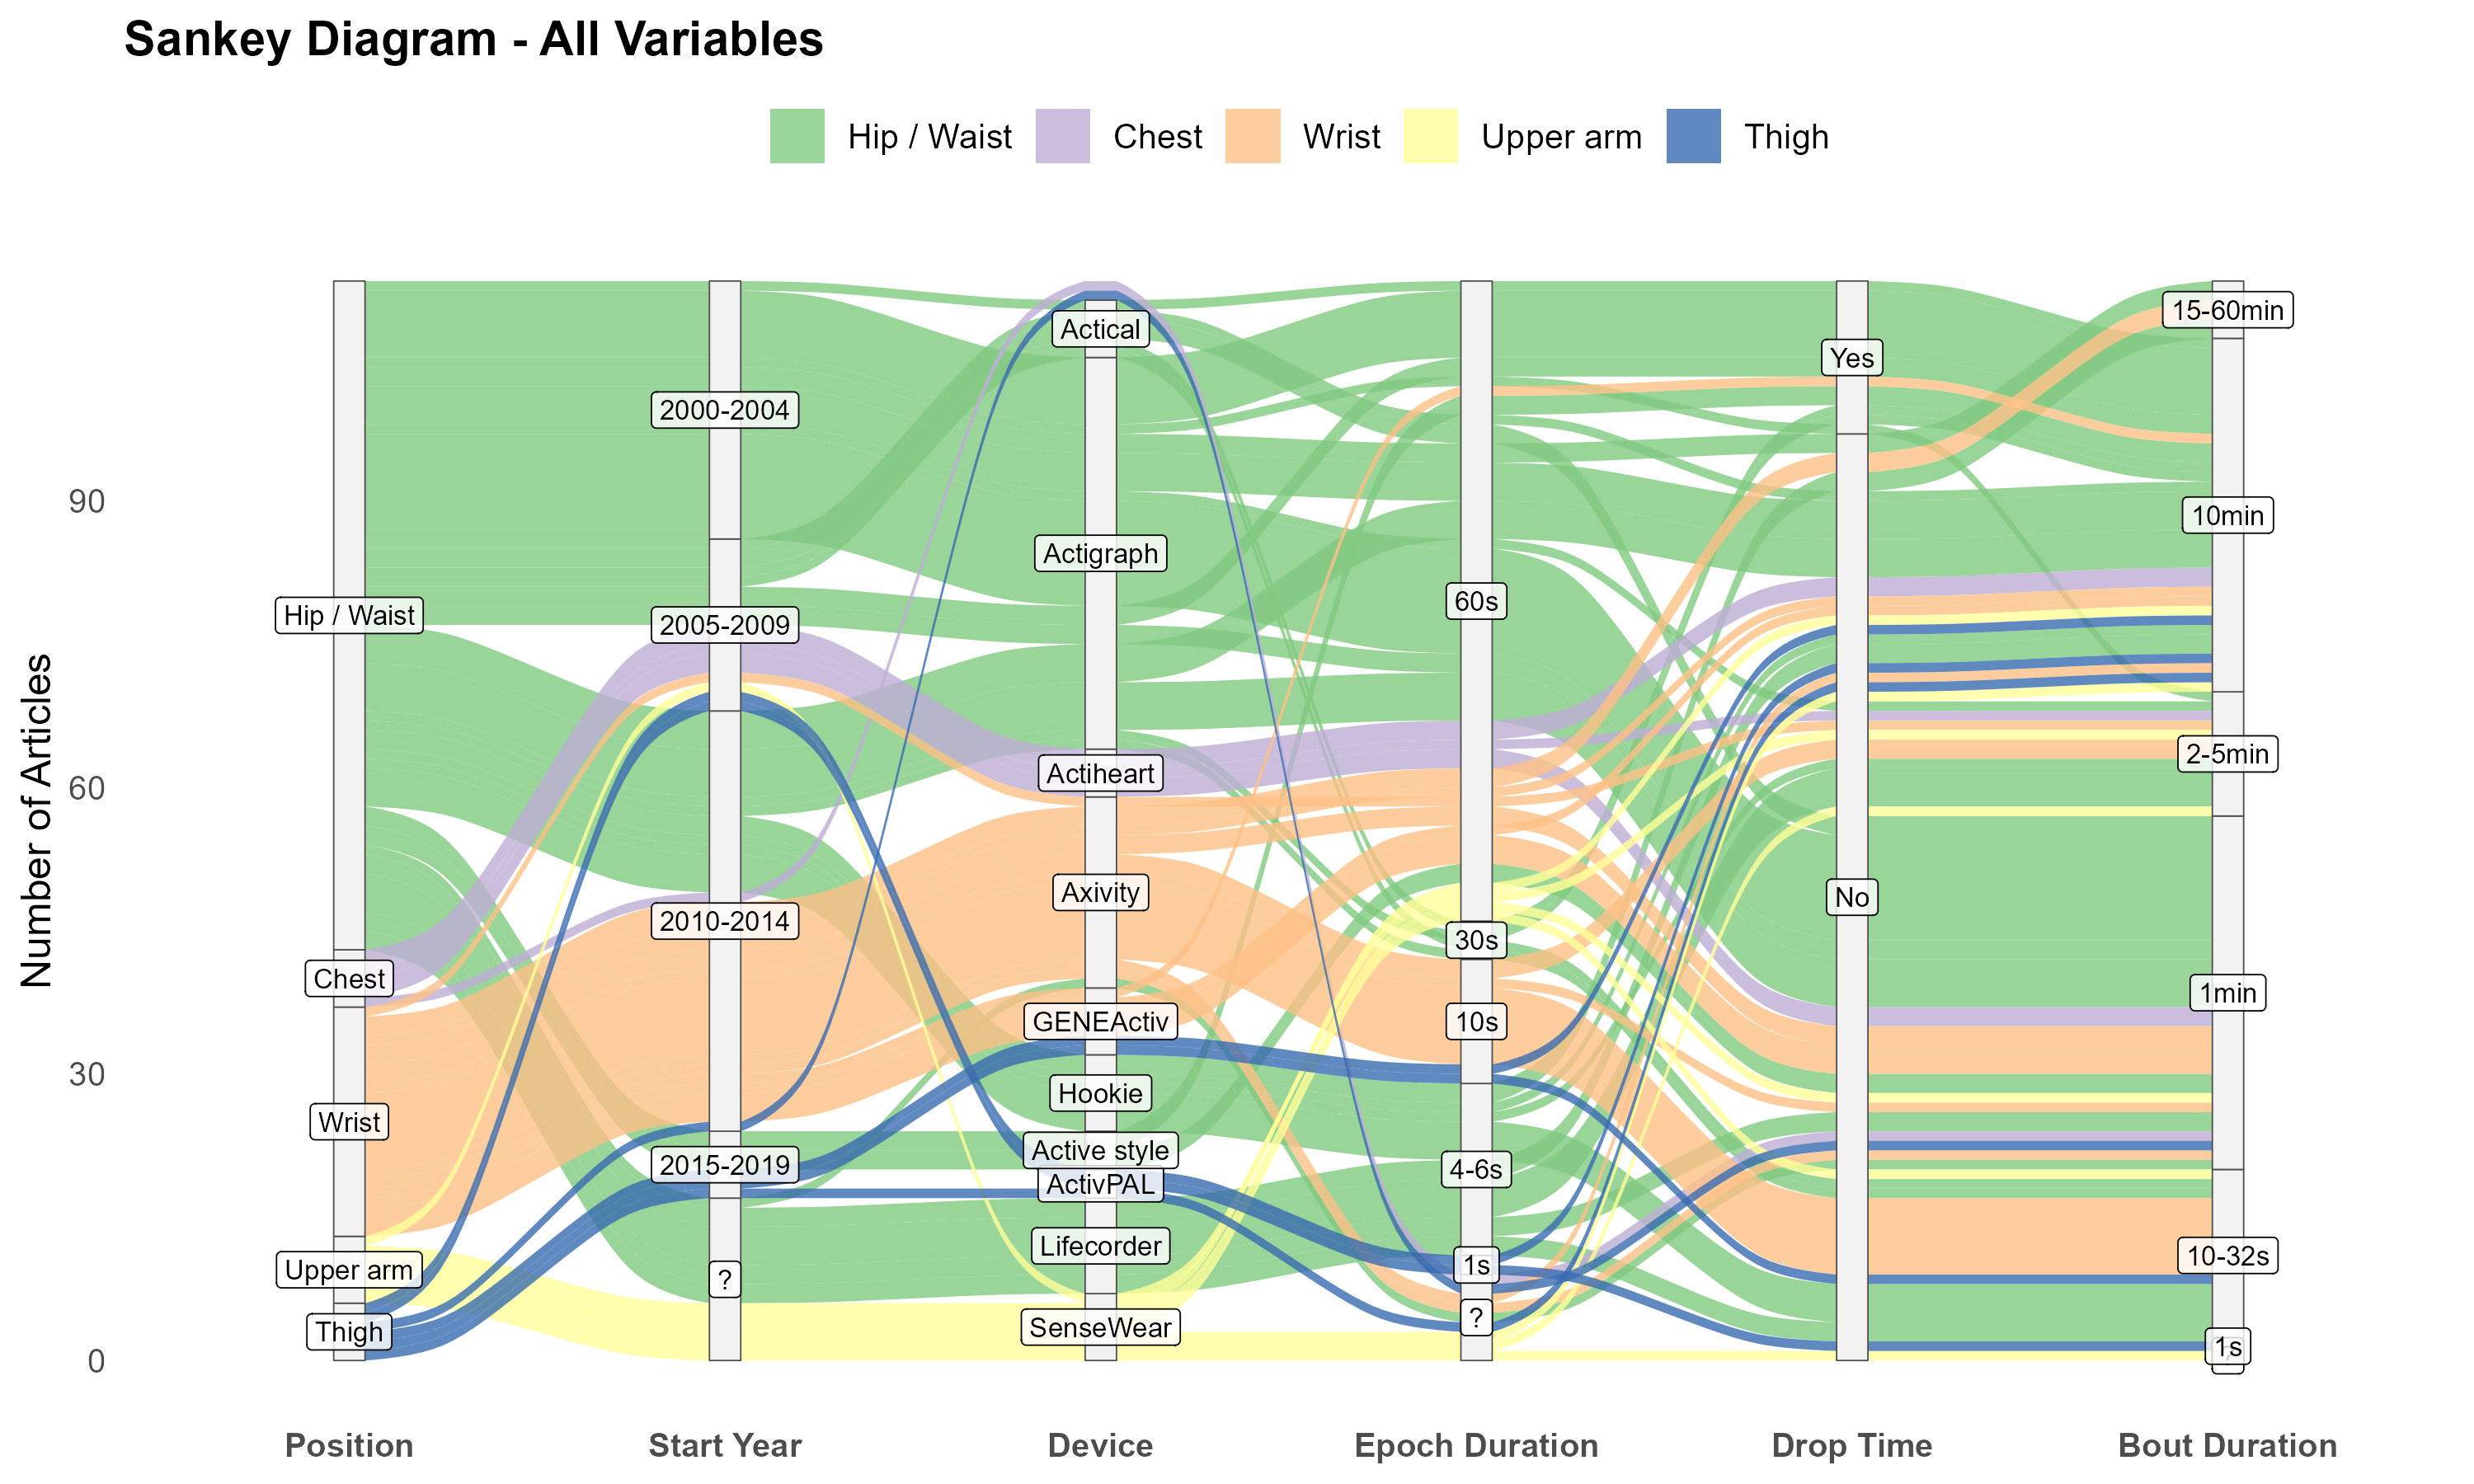 Sankey Diagram - All Variables
Hip / Waist Chest Wrist Upper arm Thigh
Number of Articles
90
60
30
0
Hip / Waist
Chest
Wrist
Upper arm
Thigh
2000-2004
2005-2009
2010-2014
2015-2019
?
Actical
Actigraph
Actiheart
Axivity
GENEActiv
Hookie
Active style
ActivPAL
Lifecorder
SenseWear
60s
30s
10s
4-6s
1s
?
Yes
No
15-60min
10min
2-5min
1min
10-32s
1s
Position Start Year Device Epoch Duration Drop Time Bout Duration